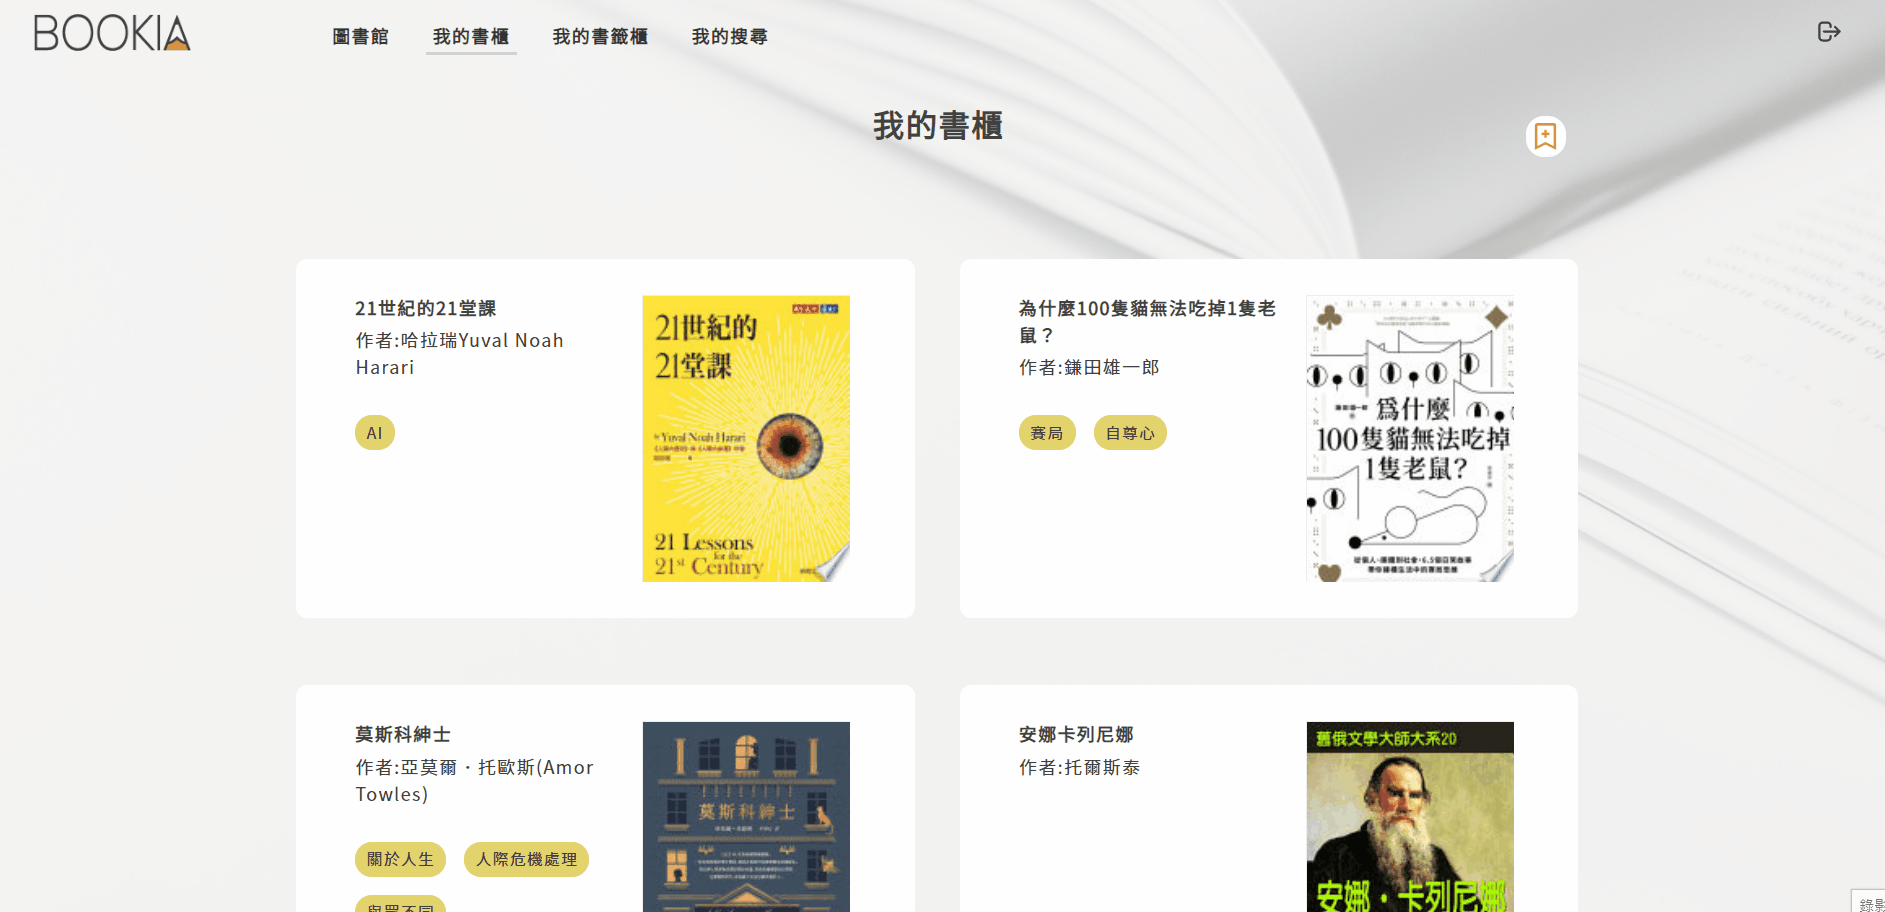 BOOKIA
圖書館
我的書櫃
我的書籤櫃
我的搜尋
我的書櫃
21世紀的21堂課
作者:哈拉瑞Yuval Noah
Harari
AI
21世紀的
21堂課
by Yuval Noah Harari
21 Lessons
for the
21st Century
為什麼100隻貓無法吃掉1隻老
鼠？
作者:鎌田雄一郎
賽局
自尊心
爲什麼
100隻貓無法吃掉
1隻老鼠?
莫斯科紳士
作者:亞莫爾．托歐斯(Amor
Towles)
關於人生
人際危機處理
與眾不同
莫斯科紳士
安娜卡列尼娜
作者:托爾斯泰
舊俄文學大師大系20
安娜・卡列尼娜
錄影